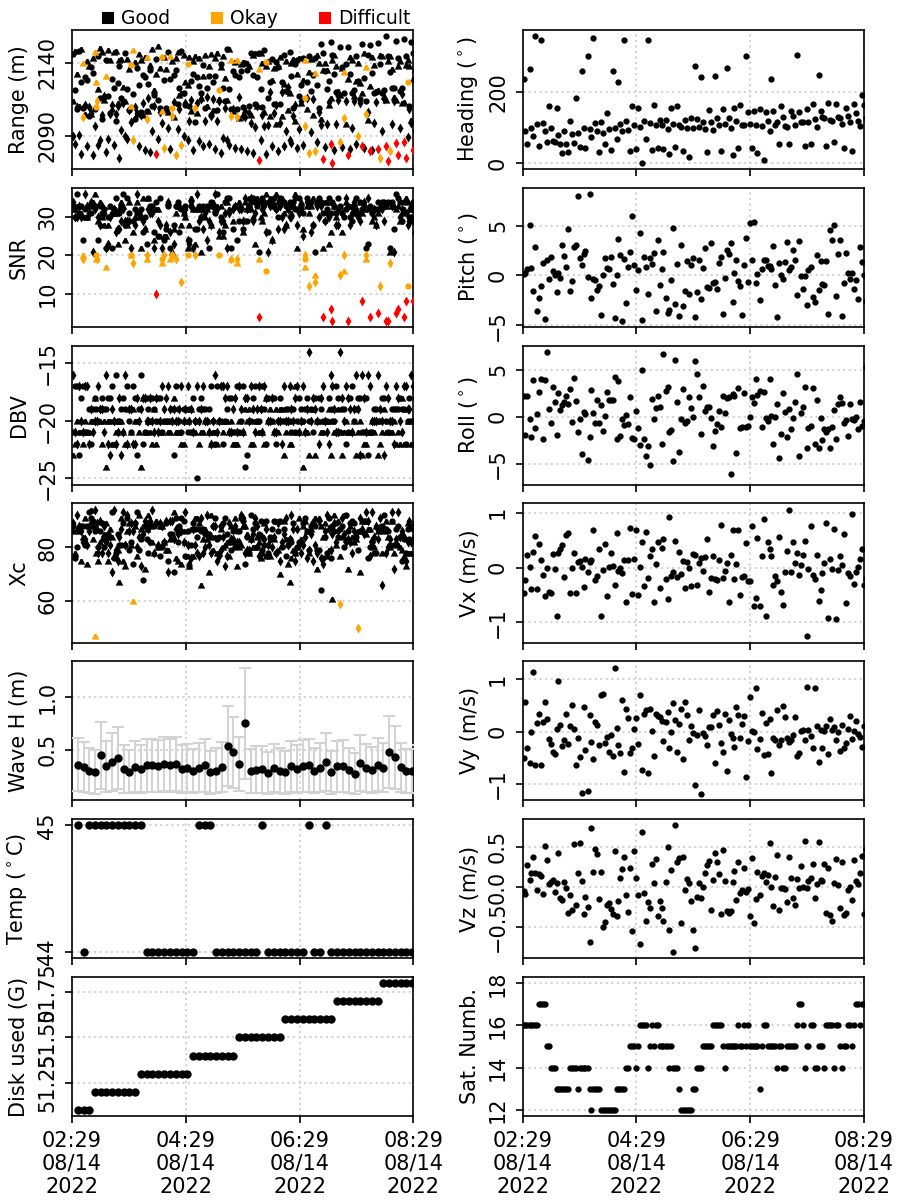 Good Okay Difficult
Range (m)
2140
2090
Heading (°)
200
0
SNR
30
20
10
Pitch (°)
5
0
−5
DBV
−15
−20
−25
Roll (°)
5
0
−5
Xc
80
60
Vx (m/s)
1
0
−1
Wave H (m)
1.0
0.5
Vy (m/s)
1
0
−1
Temp (°C)
45
44
Vz (m/s)
0.5
0.0
−0.5
Disk used (G)
51.75
51.50
51.25
Sat. Numb.
18
16
14
12
02:29 04:29 06:29 08:29 02:29 04:29 06:29 08:29
08/14 08/14 08/14 08/14 08/14 08/14 08/14 08/14
2022 2022 2022 2022 2022 2022 2022 2022